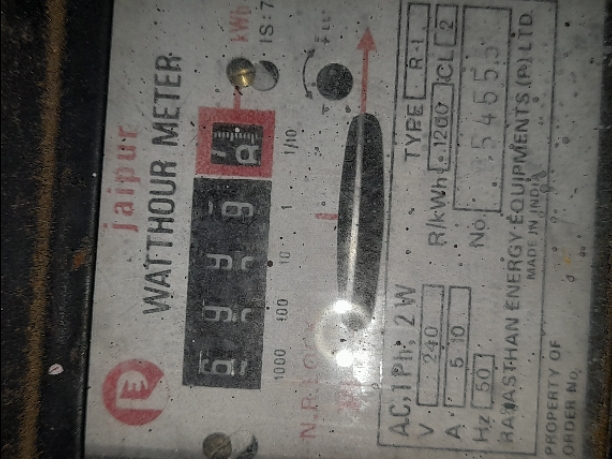 jaipur
WATTHOUR METER
kWh
IS:7
1000 100 10 1 1/10
AC, 1 Ph, 2 W
TYPE R-1
V 240
R/kWh 1200 CL 2
A 5 10
Hz 50
No.
RAJASTHAN ENERGY EQUIPMENTS (P) LTD.
MADE IN INDIA
PROPERTY OF
ORDER No.